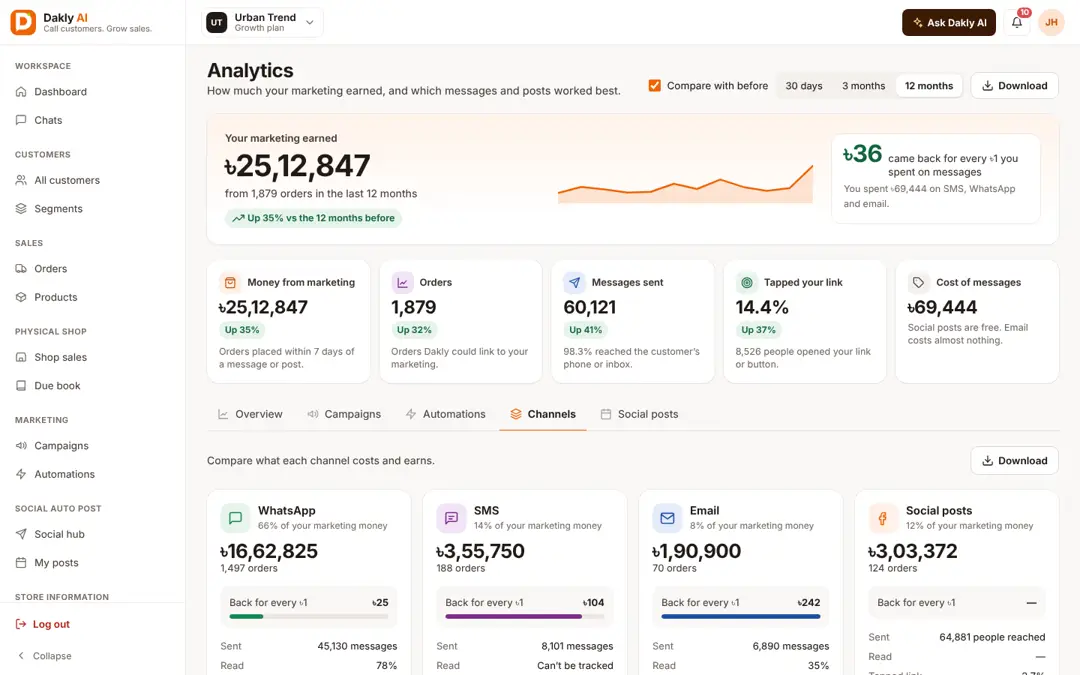 Dakly AI
Call customers. Grow sales.
UT
Urban Trend
Growth plan
Ask Dakly AI
10
JH
WORKSPACE
Dashboard
Chats
CUSTOMERS
All customers
Segments
SALES
Orders
Products
PHYSICAL SHOP
Shop sales
Due book
MARKETING
Campaigns
Automations
SOCIAL AUTO POST
Social hub
My posts
STORE INFORMATION
Log out
Collapse
Analytics
How much your marketing earned, and which messages and posts worked best.
Compare with before
30 days
3 months
12 months
Download
Your marketing earned
৳25,12,847
from 1,879 orders in the last 12 months
Up 35% vs the 12 months before
৳36 came back for every ৳1 you
spent on messages
You spent ৳69,444 on SMS, WhatsApp
and email.
Money from marketing
৳25,12,847
Up 35%
Orders placed within 7 days of
a message or post.
Orders
1,879
Up 32%
Orders Dakly could link to your
marketing.
Messages sent
60,121
Up 41%
98.3% reached the customer's
phone or inbox.
Tapped your link
14.4%
Up 37%
8,526 people opened your link
or button.
Cost of messages
৳69,444
Social posts are free. Email
costs almost nothing.
Overview
Campaigns
Automations
Channels
Social posts
Compare what each channel costs and earns.
Download
WhatsApp
66% of your marketing money
৳16,62,825
1,497 orders
Back for every ৳1 ৳25
Sent 45,130 messages
Read 78%
SMS
14% of your marketing money
৳3,55,750
188 orders
Back for every ৳1 ৳104
Sent 8,101 messages
Read Can't be tracked
Email
8% of your marketing money
৳1,90,900
70 orders
Back for every ৳1 ৳242
Sent 6,890 messages
Read 35%
Social posts
12% of your marketing money
৳3,03,372
124 orders
Back for every ৳1 —
Sent 64,881 people reached
Read —